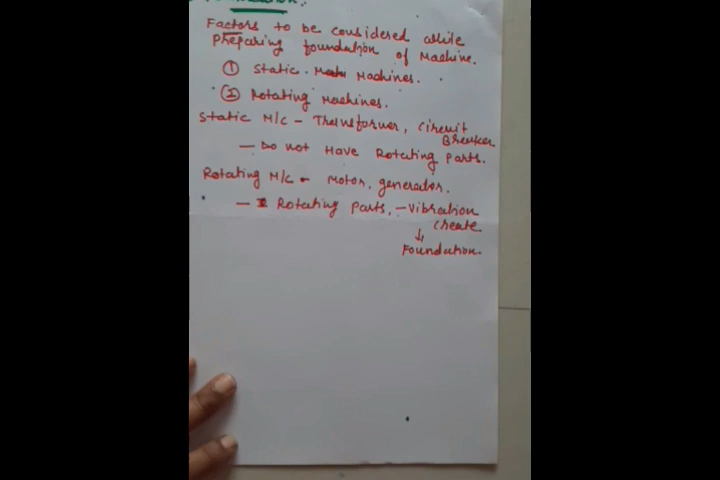 Factors to be considered while
preparing foundation of Machine.
① Static Machines.
② Rotating Machines.
Static M/C - Transformer, Circuit
Breaker
- Do not Have Rotating Parts.
Rotating M/C - Motor, generator.
- Rotating Parts, - Vibration
create
↓
Foundation.